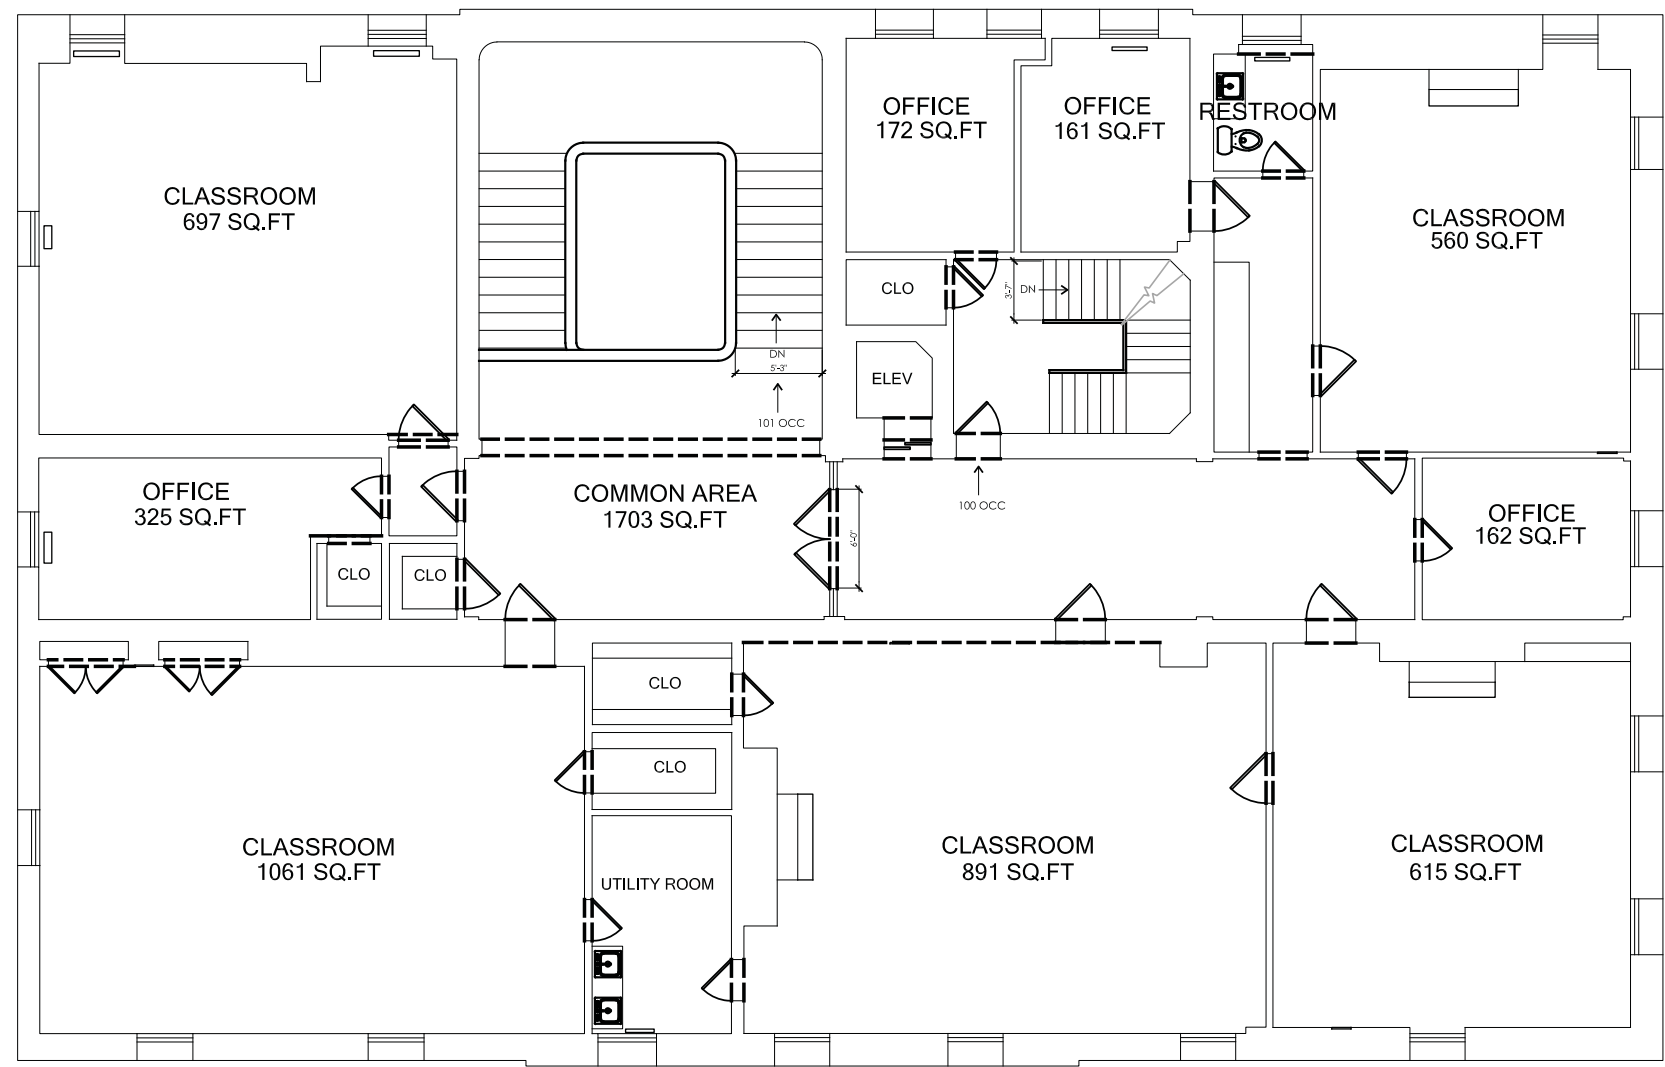 OFFICE
172 SQ.FT
OFFICE
161 SQ.FT
RESTROOM
CLASSROOM
697 SQ.FT
CLASSROOM
560 SQ.FT
CLO
DN
3'-7"
DN
5'-3"
ELEV
101 OCC
OFFICE
325 SQ.FT
COMMON AREA
1703 SQ.FT
100 OCC
6'-0"
OFFICE
162 SQ.FT
CLO
CLO
CLO
CLO
CLASSROOM
1061 SQ.FT
UTILITY ROOM
CLASSROOM
891 SQ.FT
CLASSROOM
615 SQ.FT